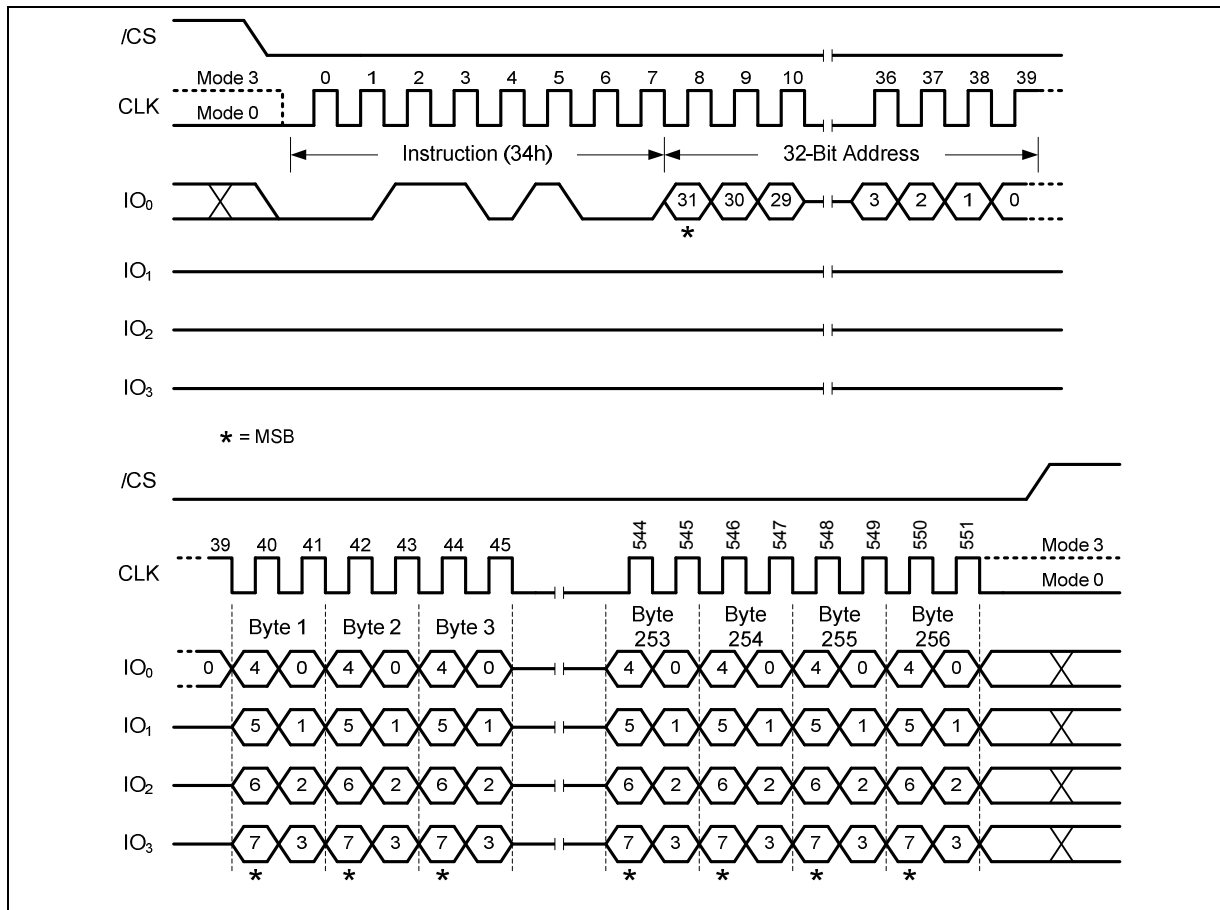 /CS
Mode 3 0 1 2 3 4 5 6 7 8 9 10 36 37 38 39
CLK
Mode 0
Instruction (34h) 32-Bit Address
IO0 31 30 29 3 2 1 0
*
IO1
IO2
IO3
* = MSB
/CS
39 40 41 42 43 44 45 544 545 546 547 548 549 550 551 Mode 3
CLK
Mode 0
Byte 1 Byte 2 Byte 3 Byte 253 Byte 254 Byte 255 Byte 256
IO0 0 4 0 4 0 4 0 4 0 4 0 4 0 4 0
IO1 5 1 5 1 5 1 5 1 5 1 5 1 5 1
IO2 6 2 6 2 6 2 6 2 6 2 6 2 6 2
IO3 7 3 7 3 7 3 7 3 7 3 7 3 7 3
* * * * * * *